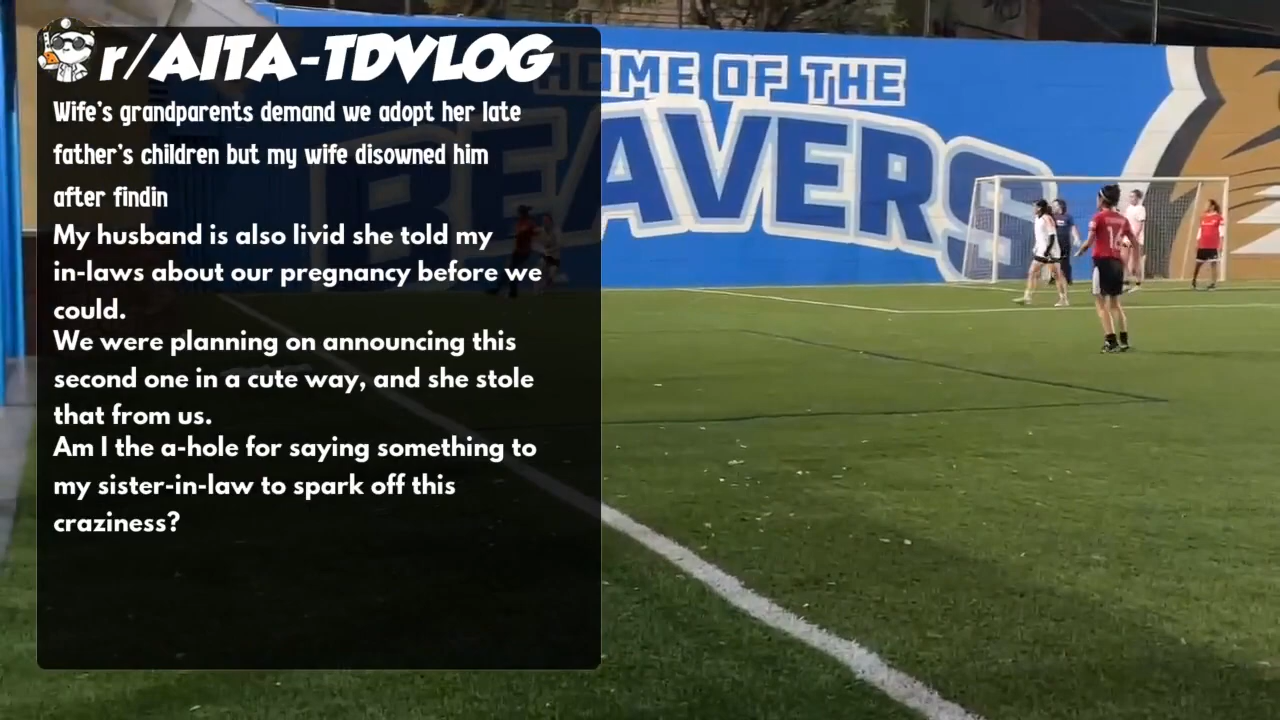 r/AITA-TDVLOG
Wife's grandparents demand we adopt her late
father's children but my wife disowned him
after findin
My husband is also livid she told my
in-laws about our pregnancy before we
could.
We were planning on announcing this
second one in a cute way, and she stole
that from us.
Am I the a-hole for saying something to
my sister-in-law to spark off this
craziness?
HOME OF THE
BEAVERS